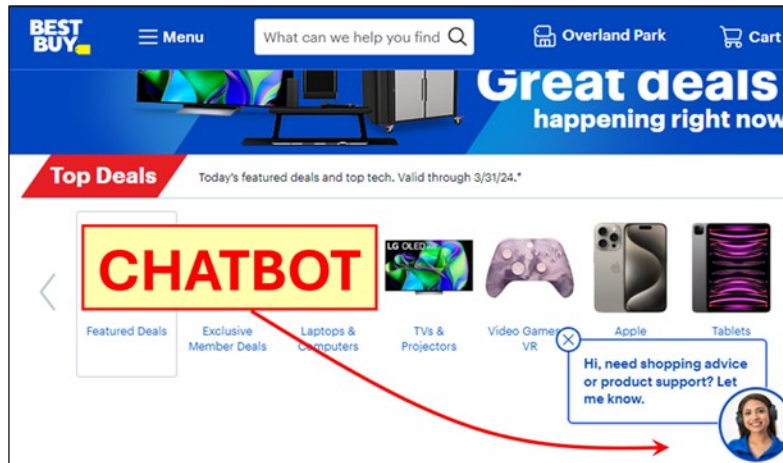 BEST
BUY
Menu
What can we help you find
Overland Park
Cart
Great deals
happening right now
Top Deals
Today's featured deals and top tech. Valid through 3/31/24.*
CHATBOT
LG OLED
Featured Deals
Exclusive
Member Deals
Laptops &
Computers
TVs &
Projectors
Video Games
VR
Apple
Tablets
Hi, need shopping advice
or product support? Let
me know.